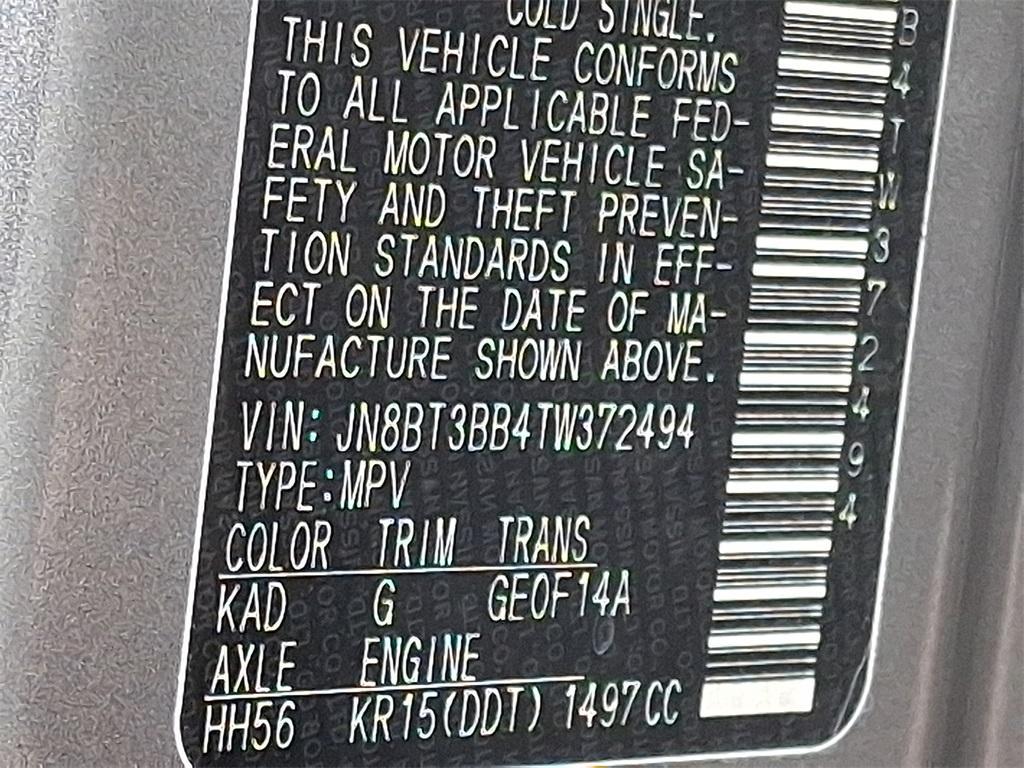 COLD SINGLE.
THIS VEHICLE CONFORMS
TO ALL APPLICABLE FED-
ERAL MOTOR VEHICLE SA-
FETY AND THEFT PREVEN-
TION STANDARDS IN EFF-
ECT ON THE DATE OF MA-
NUFACTURE SHOWN ABOVE.
VIN: JN8BT3BB4TW372494
TYPE:MPV
COLOR TRIM TRANS
KAD G GE0F14A
AXLE ENGINE
HH56 KR15(DDT) 1497CC
B4TW372494